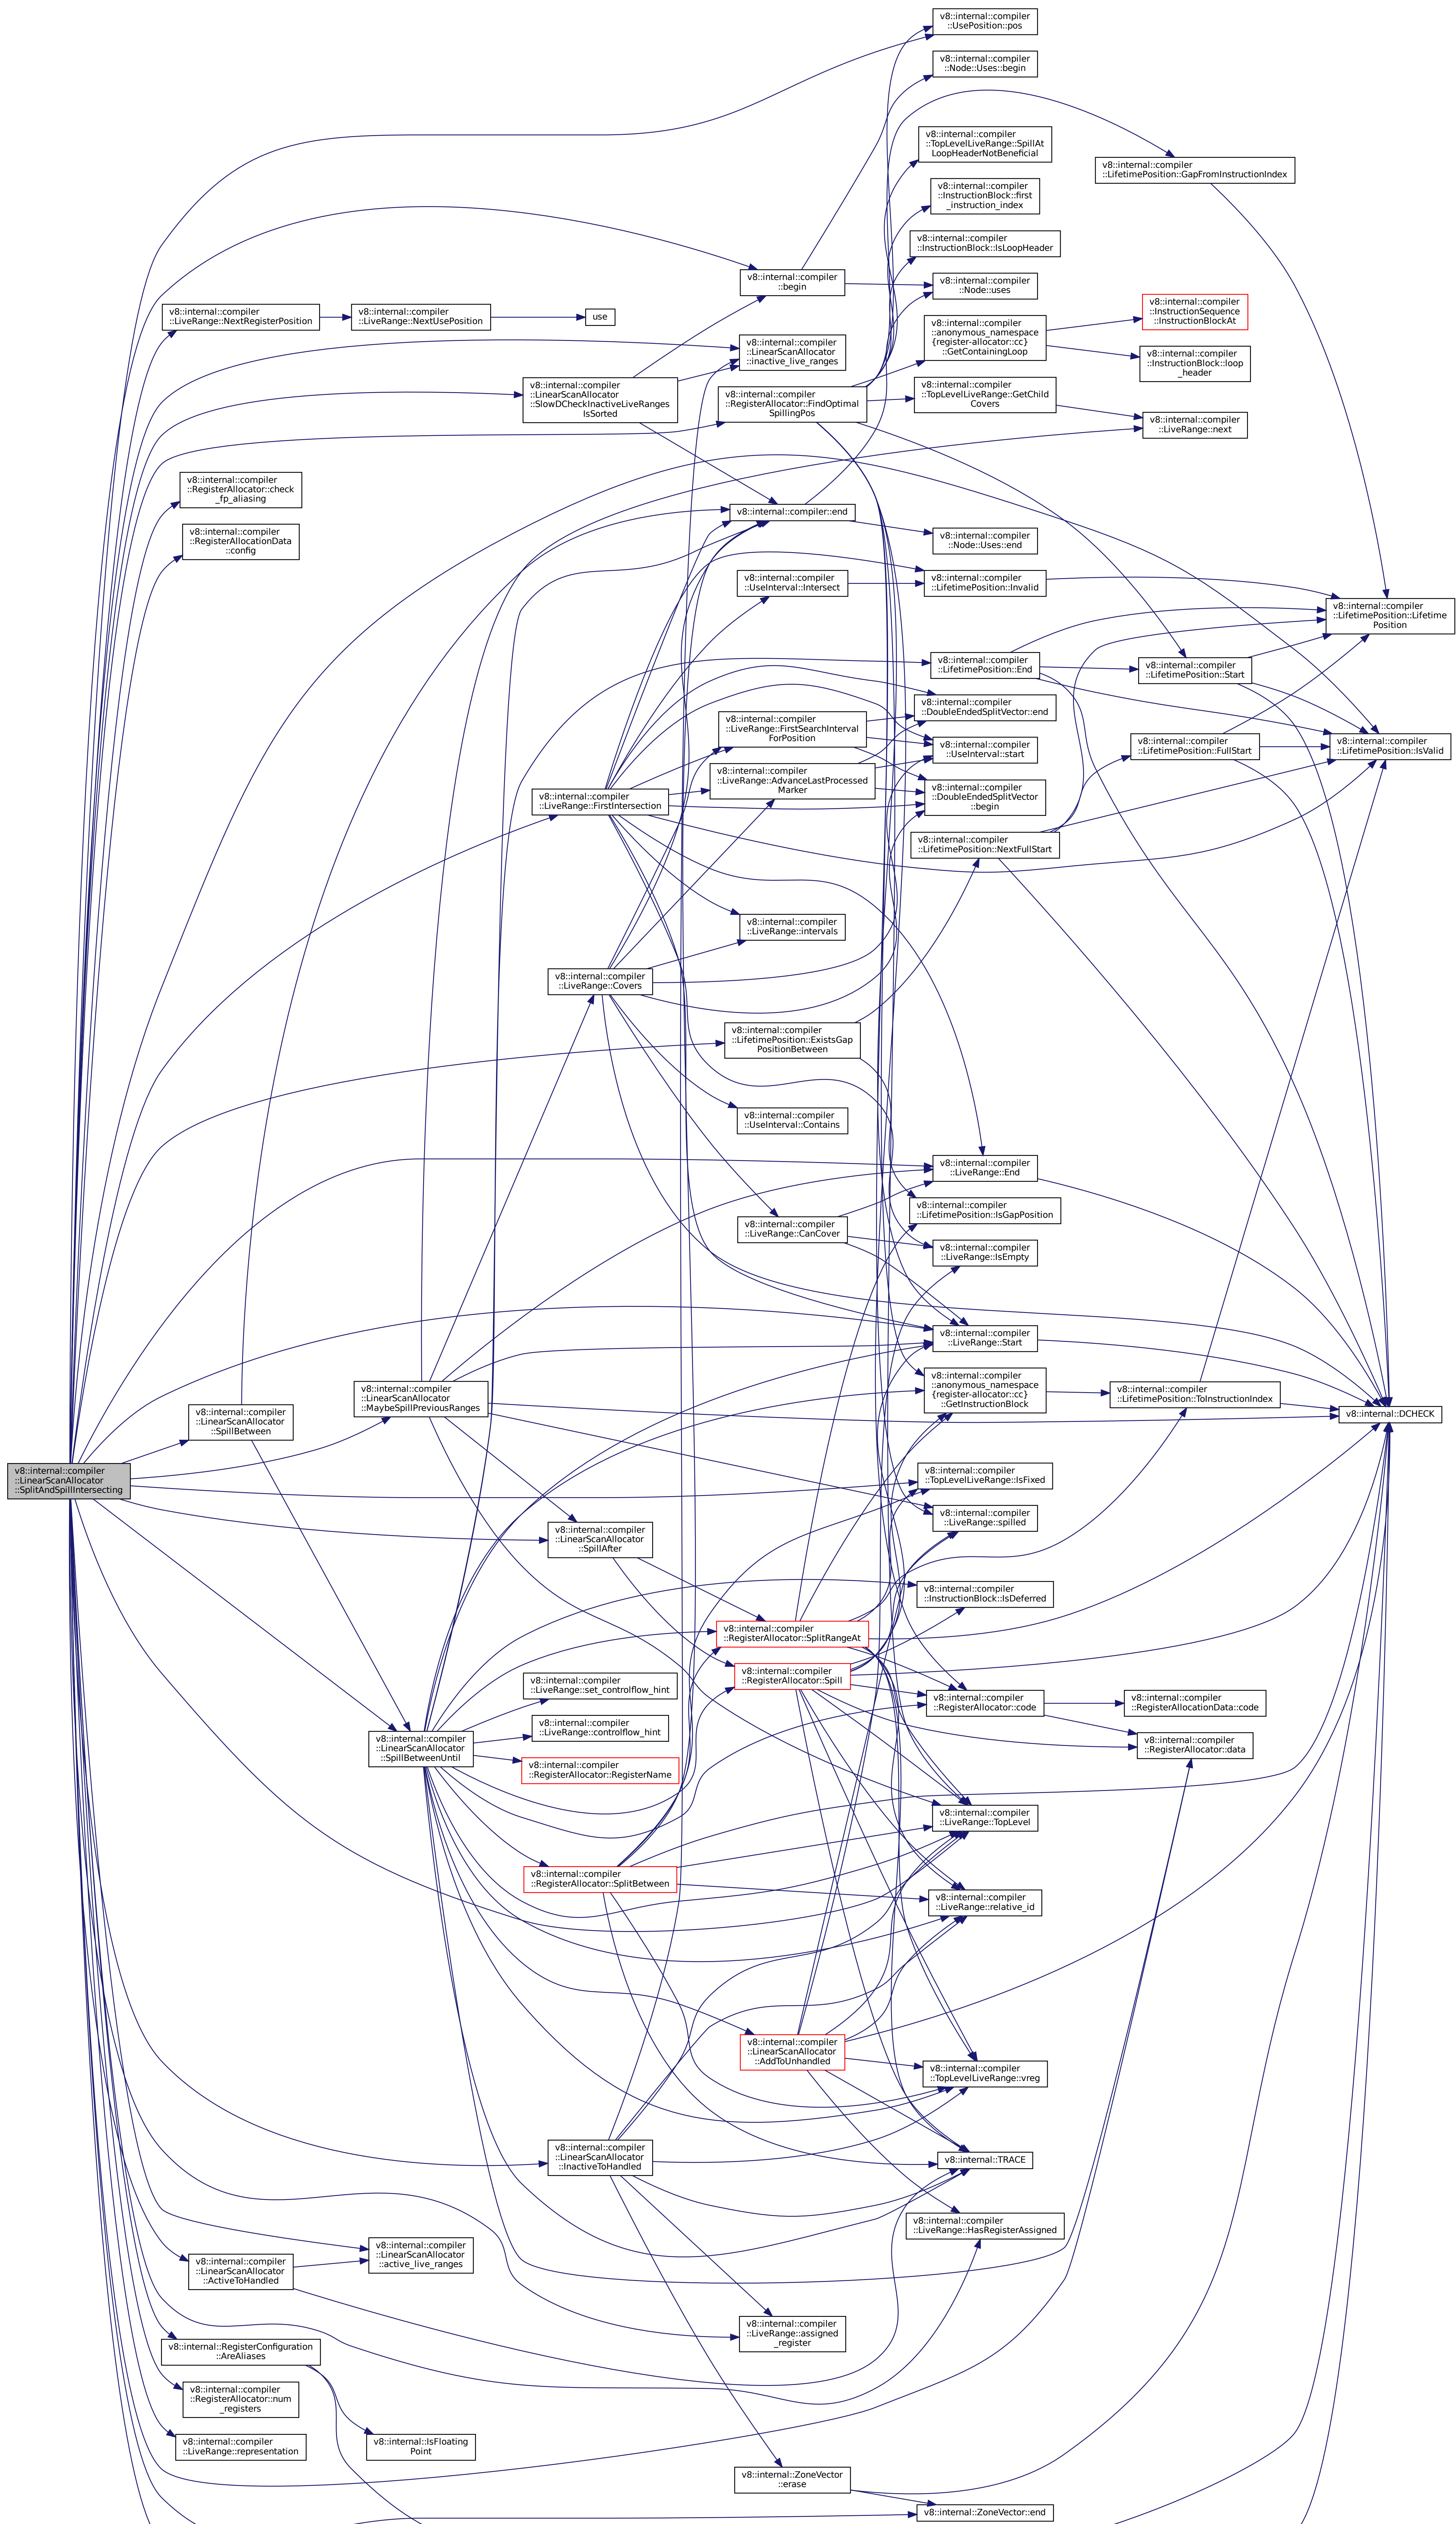 v8::internal::compiler
::UsePosition::pos
v8::internal::compiler
::Node::Uses::begin
v8::internal::compiler
::TopLevelLiveRange::SpillAt
LoopHeaderNotBeneficial
v8::internal::compiler
::LifetimePosition::GapFromInstructionIndex
v8::internal::compiler
::InstructionBlock::first
_instruction_index
v8::internal::compiler
::InstructionBlock::IsLoopHeader
v8::internal::compiler
::begin
v8::internal::compiler
::Node::uses
v8::internal::compiler
::LiveRange::NextRegisterPosition
v8::internal::compiler
::LiveRange::NextUsePosition
use
v8::internal::compiler
::InstructionSequence
::InstructionBlockAt
v8::internal::compiler
::anonymous_namespace
{register-allocator::cc}
::GetContainingLoop
v8::internal::compiler
::LinearScanAllocator
::inactive_live_ranges
v8::internal::compiler
::InstructionBlock::loop
_header
v8::internal::compiler
::LinearScanAllocator
::SlowDCheckInactiveLiveRanges
IsSorted
v8::internal::compiler
::RegisterAllocator::FindOptimal
SpillingPos
v8::internal::compiler
::TopLevelLiveRange::GetChild
Covers
v8::internal::compiler
::LiveRange::next
v8::internal::compiler
::RegisterAllocator::check
_fp_aliasing
v8::internal::compiler::end
v8::internal::compiler
::RegisterAllocationData
::config
v8::internal::compiler
::Node::Uses::end
v8::internal::compiler
::UseInterval::Intersect
v8::internal::compiler
::LifetimePosition::Invalid
v8::internal::compiler
::LifetimePosition::Lifetime
Position
v8::internal::compiler
::LifetimePosition::End
v8::internal::compiler
::LifetimePosition::Start
v8::internal::compiler
::DoubleEndedSplitVector::end
v8::internal::compiler
::LiveRange::FirstSearchInterval
ForPosition
v8::internal::compiler
::UseInterval::start
v8::internal::compiler
::LifetimePosition::FullStart
v8::internal::compiler
::LifetimePosition::IsValid
v8::internal::compiler
::LiveRange::AdvanceLastProcessed
Marker
v8::internal::compiler
::LiveRange::FirstIntersection
v8::internal::compiler
::DoubleEndedSplitVector
::begin
v8::internal::compiler
::LifetimePosition::NextFullStart
v8::internal::compiler
::LiveRange::intervals
v8::internal::compiler
::LiveRange::Covers
v8::internal::compiler
::LifetimePosition::ExistsGap
PositionBetween
v8::internal::compiler
::UseInterval::Contains
v8::internal::compiler
::LiveRange::End
v8::internal::compiler
::LifetimePosition::IsGapPosition
v8::internal::compiler
::LiveRange::CanCover
v8::internal::compiler
::LiveRange::IsEmpty
v8::internal::compiler
::LiveRange::Start
v8::internal::compiler
::LinearScanAllocator
::MaybeSpillPreviousRanges
v8::internal::compiler
::anonymous_namespace
{register-allocator::cc}
::GetInstructionBlock
v8::internal::compiler
::LifetimePosition::ToInstructionIndex
v8::internal::DCHECK
v8::internal::compiler
::LinearScanAllocator
::SpillBetween
v8::internal::compiler
::LinearScanAllocator
::SplitAndSpillIntersecting
v8::internal::compiler
::TopLevelLiveRange::IsFixed
v8::internal::compiler
::LiveRange::spilled
v8::internal::compiler
::LinearScanAllocator
::SpillAfter
v8::internal::compiler
::InstructionBlock::IsDeferred
v8::internal::compiler
::RegisterAllocator::SplitRangeAt
v8::internal::compiler
::RegisterAllocator::Spill
v8::internal::compiler
::LiveRange::set_controlflow_hint
v8::internal::compiler
::RegisterAllocator::code
v8::internal::compiler
::RegisterAllocationData::code
v8::internal::compiler
::LiveRange::controlflow_hint
v8::internal::compiler
::LinearScanAllocator
::SpillBetweenUntil
v8::internal::compiler
::RegisterAllocator::data
v8::internal::compiler
::RegisterAllocator::RegisterName
v8::internal::compiler
::LiveRange::TopLevel
v8::internal::compiler
::RegisterAllocator::SplitBetween
v8::internal::compiler
::LiveRange::relative_id
v8::internal::compiler
::LinearScanAllocator
::AddToUnhandled
v8::internal::compiler
::TopLevelLiveRange::vreg
v8::internal::compiler
::LinearScanAllocator
::InactiveToHandled
v8::internal::TRACE
v8::internal::compiler
::LiveRange::HasRegisterAssigned
v8::internal::compiler
::LinearScanAllocator
::active_live_ranges
v8::internal::compiler
::LinearScanAllocator
::ActiveToHandled
v8::internal::compiler
::LiveRange::assigned
_register
v8::internal::RegisterConfiguration
::AreAliases
v8::internal::compiler
::RegisterAllocator::num
_registers
v8::internal::compiler
::LiveRange::representation
v8::internal::IsFloating
Point
v8::internal::ZoneVector
::erase
v8::internal::ZoneVector::end